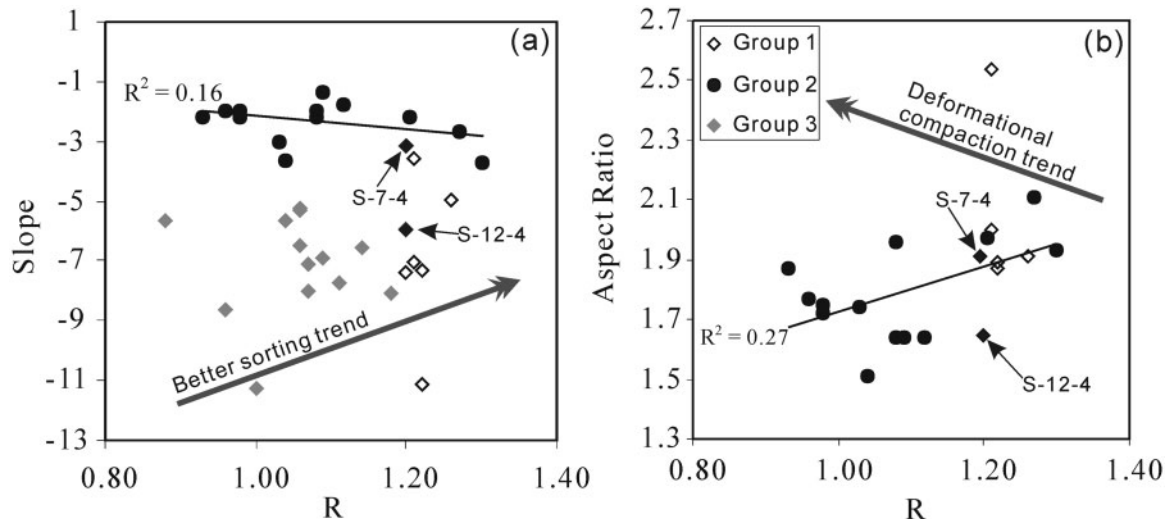 (a)
-1
-3
-5
-7
-9
-11
-13
Slope
R² = 0.16
S-7-4
S-12-4
Better sorting trend
0.80
1.00
1.20
1.40
R
(b)
2.7
2.5
2.3
2.1
1.9
1.7
1.5
1.3
Aspect Ratio
Group 1
Group 2
Group 3
Deformational
compaction trend
S-7-4
R² = 0.27
S-12-4
0.80
1.00
1.20
1.40
R